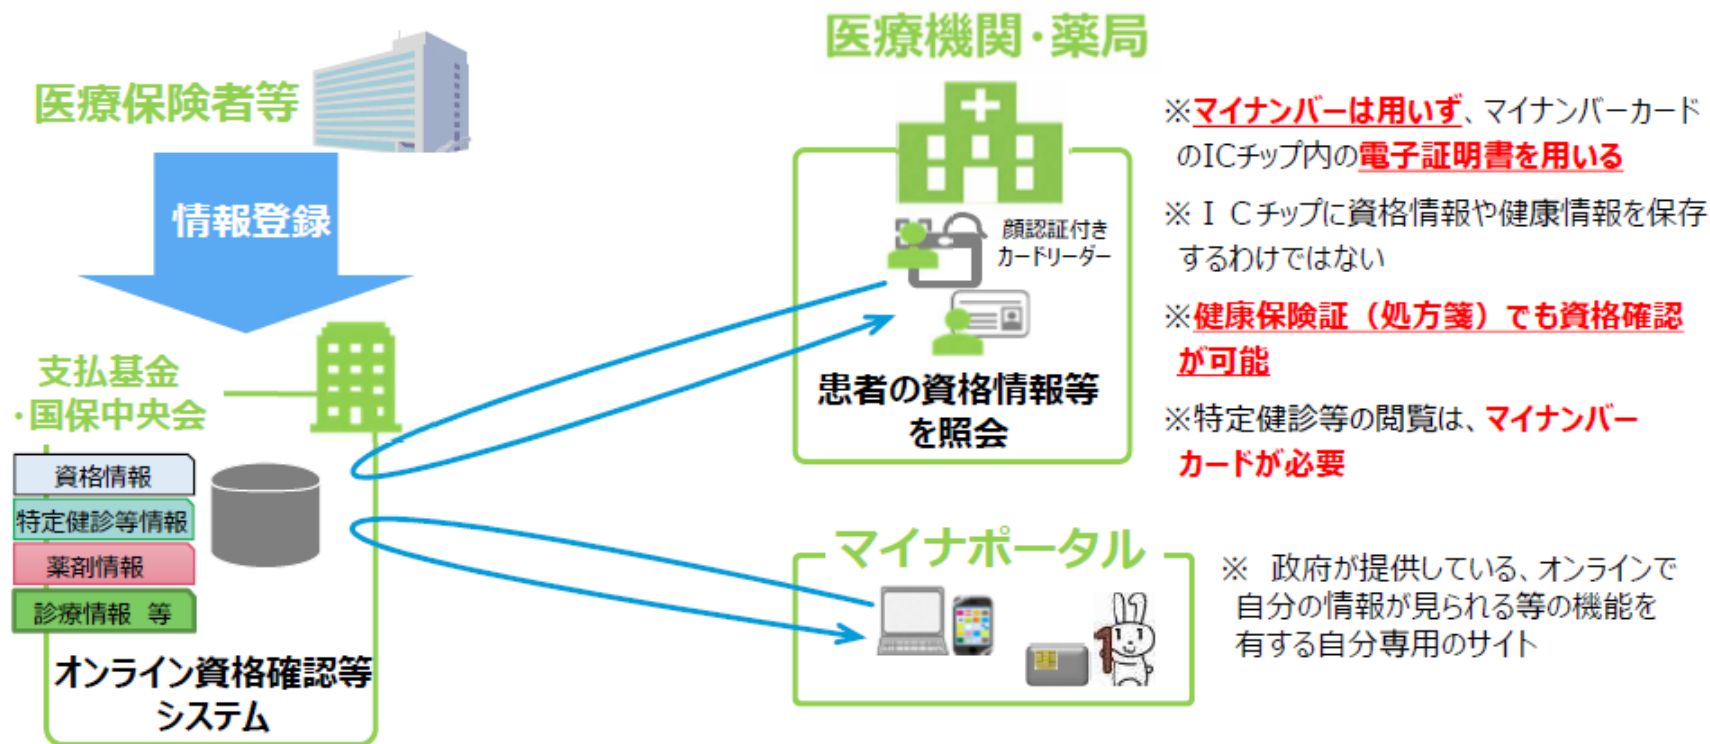 医療保険者等
情報登録
支払基金
・国保中央会
資格情報
特定健診等情報
薬剤情報
診療情報 等
オンライン資格確認等
システム
医療機関・薬局
顔認証付き
カードリーダー
患者の資格情報等
を照会
※マイナンバーは用いず、マイナンバーカード
のICチップ内の電子証明書を用いる
※ＩＣチップに資格情報や健康情報を保存
するわけではない
※健康保険証（処方箋）でも資格確認
が可能
※特定健診等の閲覧は、マイナンバー
カードが必要
マイナポータル
※ 政府が提供している、オンラインで
自分の情報が見られる等の機能を
有する自分専用のサイト